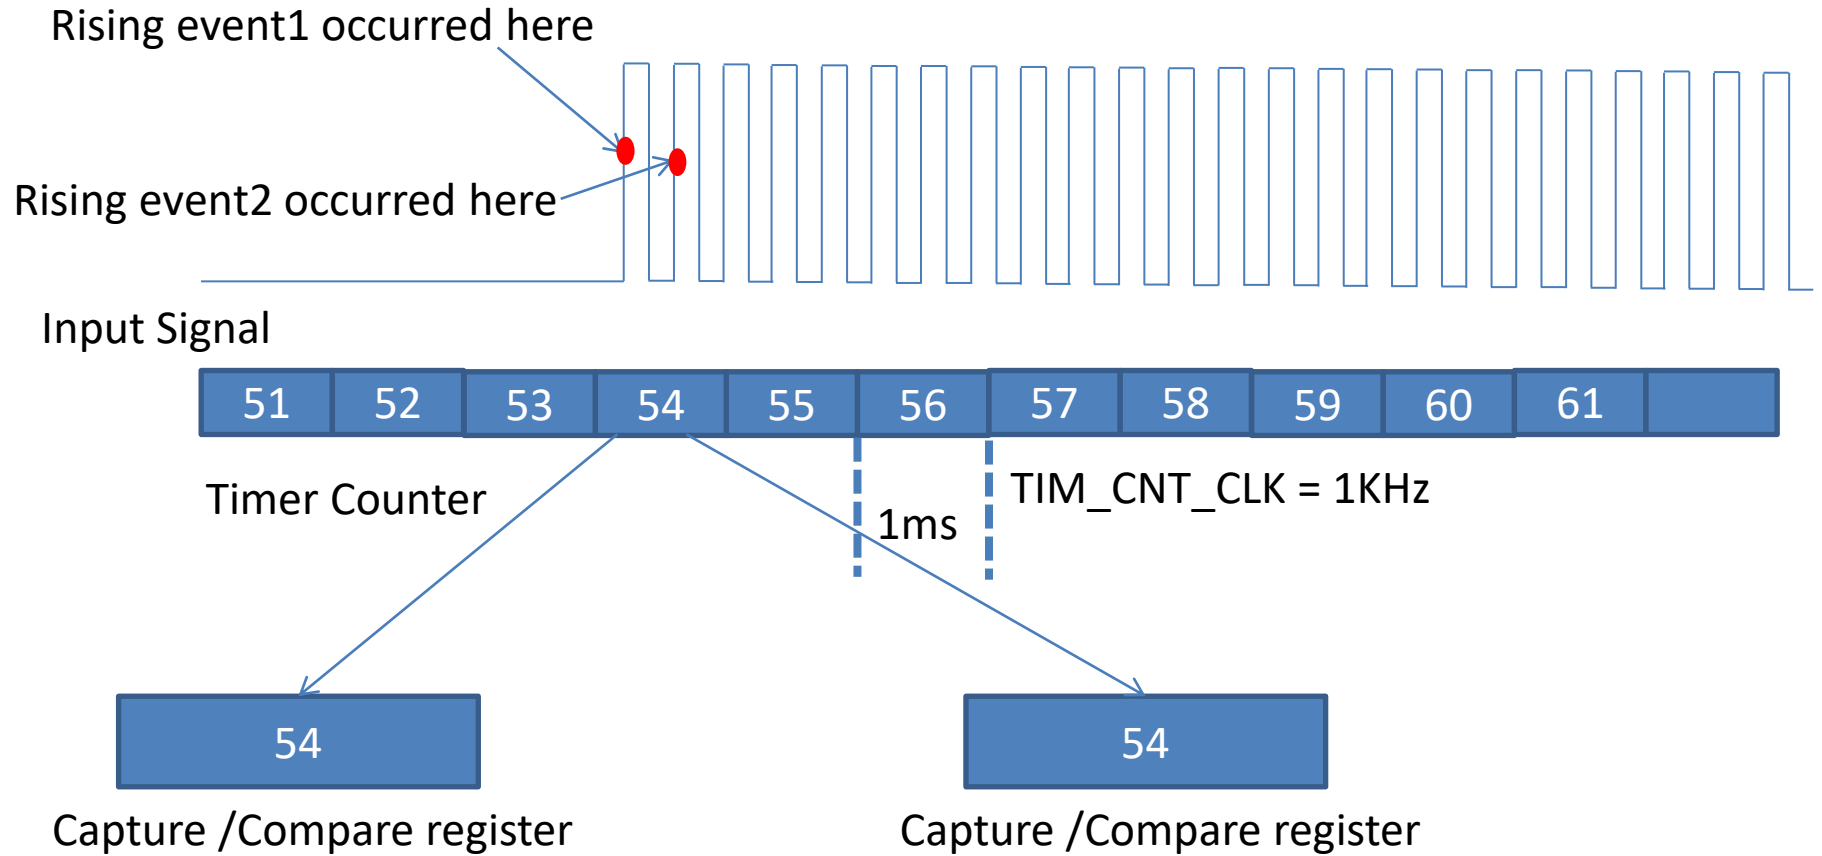 Rising event1 occurred here
Rising event2 occurred here
Input Signal
51 52 53 54 55 56 57 58 59 60 61
Timer Counter
1ms
TIM_CNT_CLK = 1KHz
54
54
Capture /Compare register
Capture /Compare register